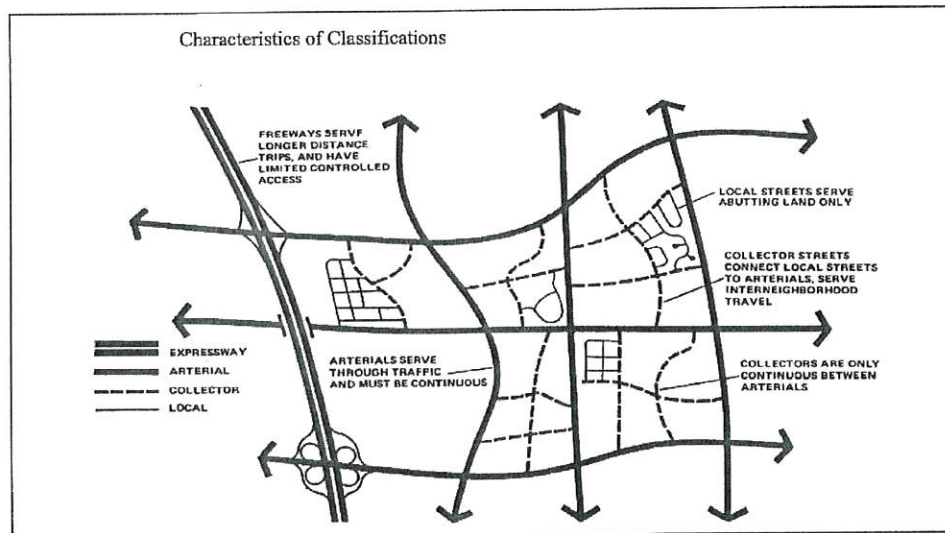 Characteristics of Classifications
FREEWAYS SERVE
LONGER DISTANCE
TRIPS, AND HAVE
LIMITED CONTROLLED
ACCESS
LOCAL STREETS SERVE
ABUTTING LAND ONLY
COLLECTOR STREETS
CONNECT LOCAL STREETS
TO ARTERIALS, SERVE
INTERNEIGHBORHOOD
TRAVEL
EXPRESSWAY
ARTERIAL
COLLECTOR
LOCAL
ARTERIALS SERVE
THROUGH TRAFFIC
AND MUST BE CONTINUOUS
COLLECTORS ARE ONLY
CONTINUOUS BETWEEN
ARTERIALS